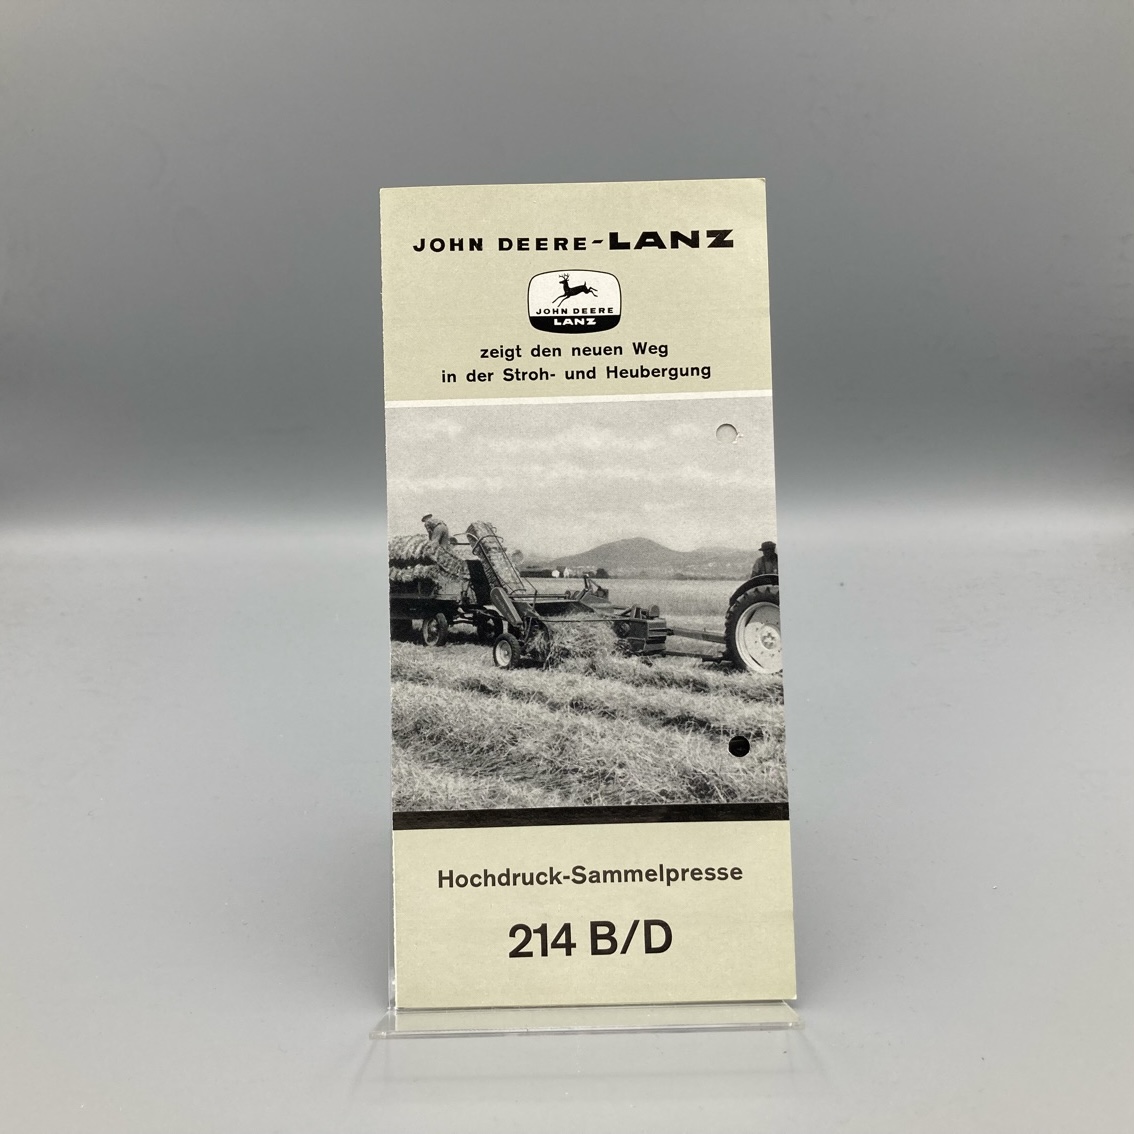 JOHN DEERE-LANZ
JOHN DEERE
LANZ
zeigt den neuen Weg
in der Stroh- und Heubergung
Hochdruck-Sammelpresse
214 B/D